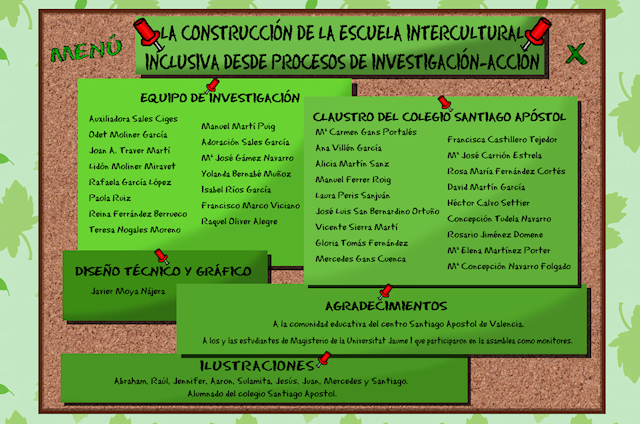 MENÚ
LA CONSTRUCCIÓN DE LA ESCUELA INTERCULTURAL
INCLUSIVA DESDE PROCESOS DE INVESTIGACIÓN-ACCIÓN
X
EQUIPO DE INVESTIGACIÓN
Auxiliadora Sales Ciges
Odet Moliner García
Joan A. Traver Martí
Lidón Moliner Miravet
Rafaela García López
Paola Ruiz
Reina Ferrández Berrueco
Teresa Nogales Moreno
Manuel Martí Puig
Adoración Sales García
Mª José Gámez Navarro
Yolanda Bernabé Muñoz
Isabel Ríos García
Francisco Marco Viciano
Raquel Oliver Alegre
CLAUSTRO DEL COLEGIO SANTIAGO APÓSTOL
Mª Carmen Gans Portalés
Ana Villén García
Alicia Martín Sanz
Manuel Ferrer Roig
Laura Peris Sanjuán
José Luis San Bernardino Ortuño
Vicente Sierra Martí
Gloria Tomás Fernández
Mercedes Gans Cuenca
Francisca Castillero Tejedor
Mª José Carrión Estrela
Rosa María Fernández Cortés
David Martín García
Héctor Calvo Settier
Concepción Tudela Navarro
Rosario Jiménez Domene
Mª Elena Martínez Porter
Mª Concepción Navarro Folgado
DISEÑO TÉCNICO Y GRÁFICO
Javier Moya Nájera
AGRADECIMIENTOS
A la comunidad educativa del centro Santiago Apostol de Valencia.
A los y las estudiantes de Magisterio de la Universitat Jaume I que participaron en la asamblea como monitores.
ILUSTRACIONES
Abraham, Raúl, Jennifer, Aaron, Sulamita, Jesús, Juan, Mercedes y Santiago.
Alumnado del colegio Santiago Apostol.